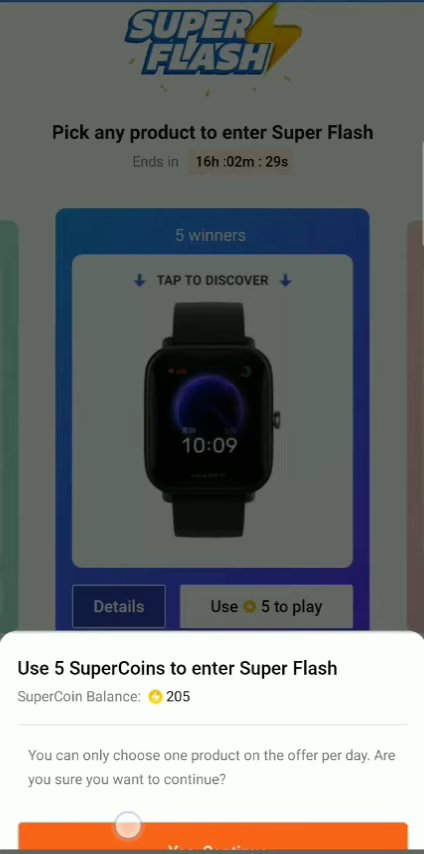 SUPER
FLASH
Pick any product to enter Super Flash
Ends in 16h :02m : 29s
5 winners
TAP TO DISCOVER
10:09
Details
Use 5 to play
Use 5 SuperCoins to enter Super Flash
SuperCoin Balance: 205
You can only choose one product on the offer per day. Are
you sure you want to continue?
Yes, Continue